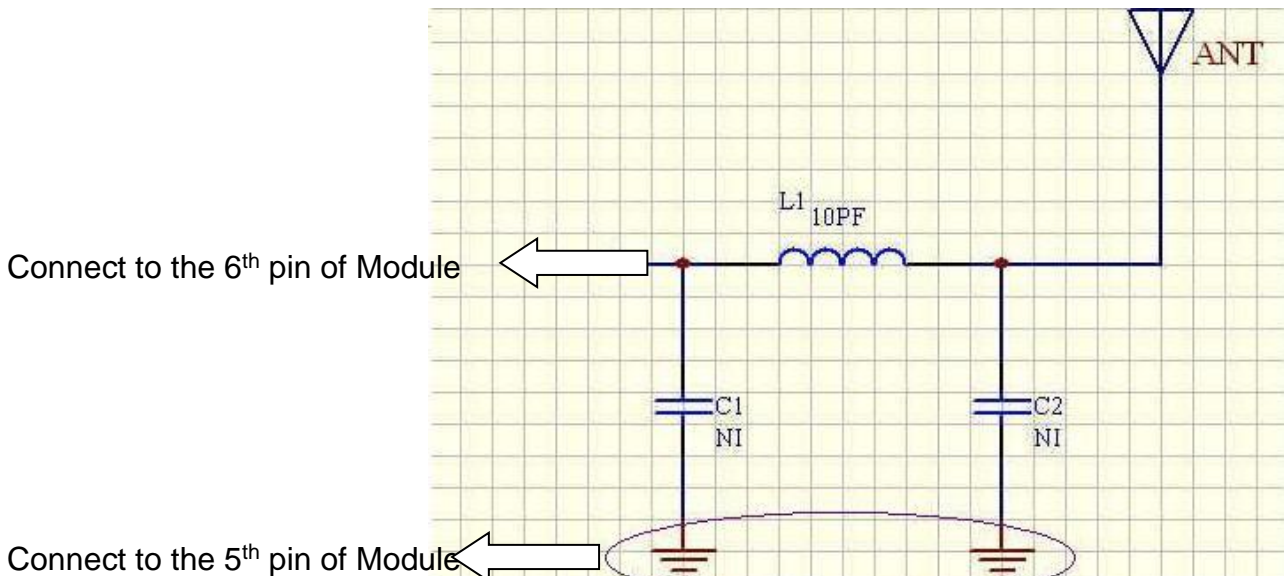 ANT
L1
10PF
Connect to the 6th pin of Module
C1
NI
C2
NI
Connect to the 5th pin of Module